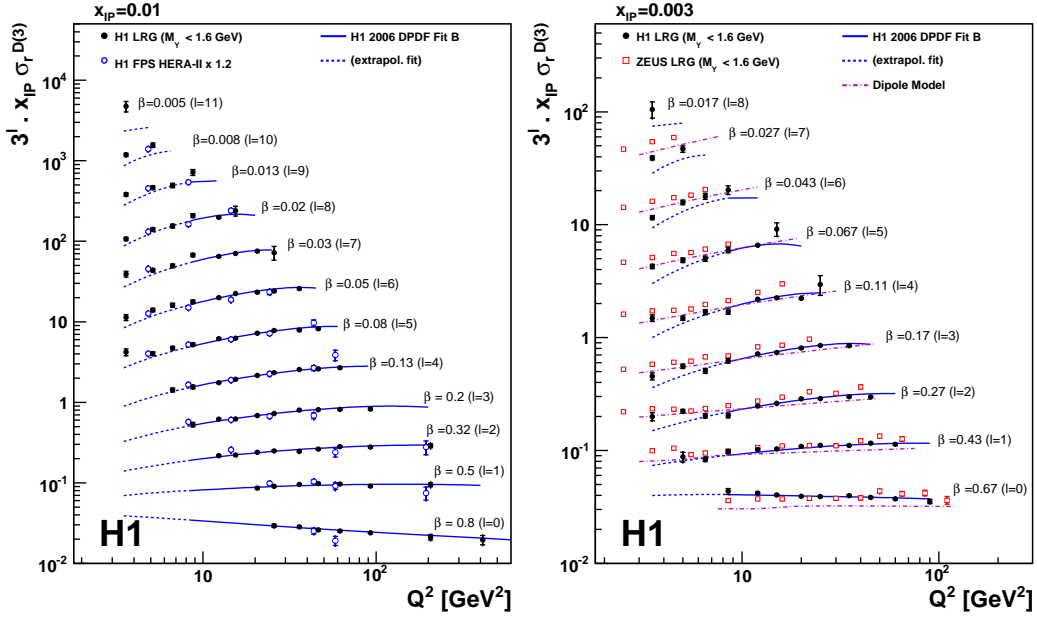 x_IP=0.01
3^l · x_IP σ_r^D(3)
H1 LRG (M_Y < 1.6 GeV)
H1 FPS HERA-II x 1.2
H1 2006 DPDF Fit B
(extrapol. fit)
10^4
10^3
10^2
10
1
10^-1
10^-2
β=0.005 (l=11)
β=0.008 (l=10)
β=0.013 (l=9)
β=0.02 (l=8)
β=0.03 (l=7)
β=0.05 (l=6)
β=0.08 (l=5)
β=0.13 (l=4)
β=0.2 (l=3)
β=0.32 (l=2)
β=0.5 (l=1)
β=0.8 (l=0)
H1
10
10^2
Q^2 [GeV^2]
x_IP=0.003
3^l · x_IP σ_r^D(3)
H1 LRG (M_Y < 1.6 GeV)
ZEUS LRG (M_Y < 1.6 GeV)
H1 2006 DPDF Fit B
(extrapol. fit)
Dipole Model
10^2
10
1
10^-1
10^-2
β=0.017 (l=8)
β=0.027 (l=7)
β=0.043 (l=6)
β=0.067 (l=5)
β=0.11 (l=4)
β=0.17 (l=3)
β=0.27 (l=2)
β=0.43 (l=1)
β=0.67 (l=0)
H1
10
10^2
Q^2 [GeV^2]